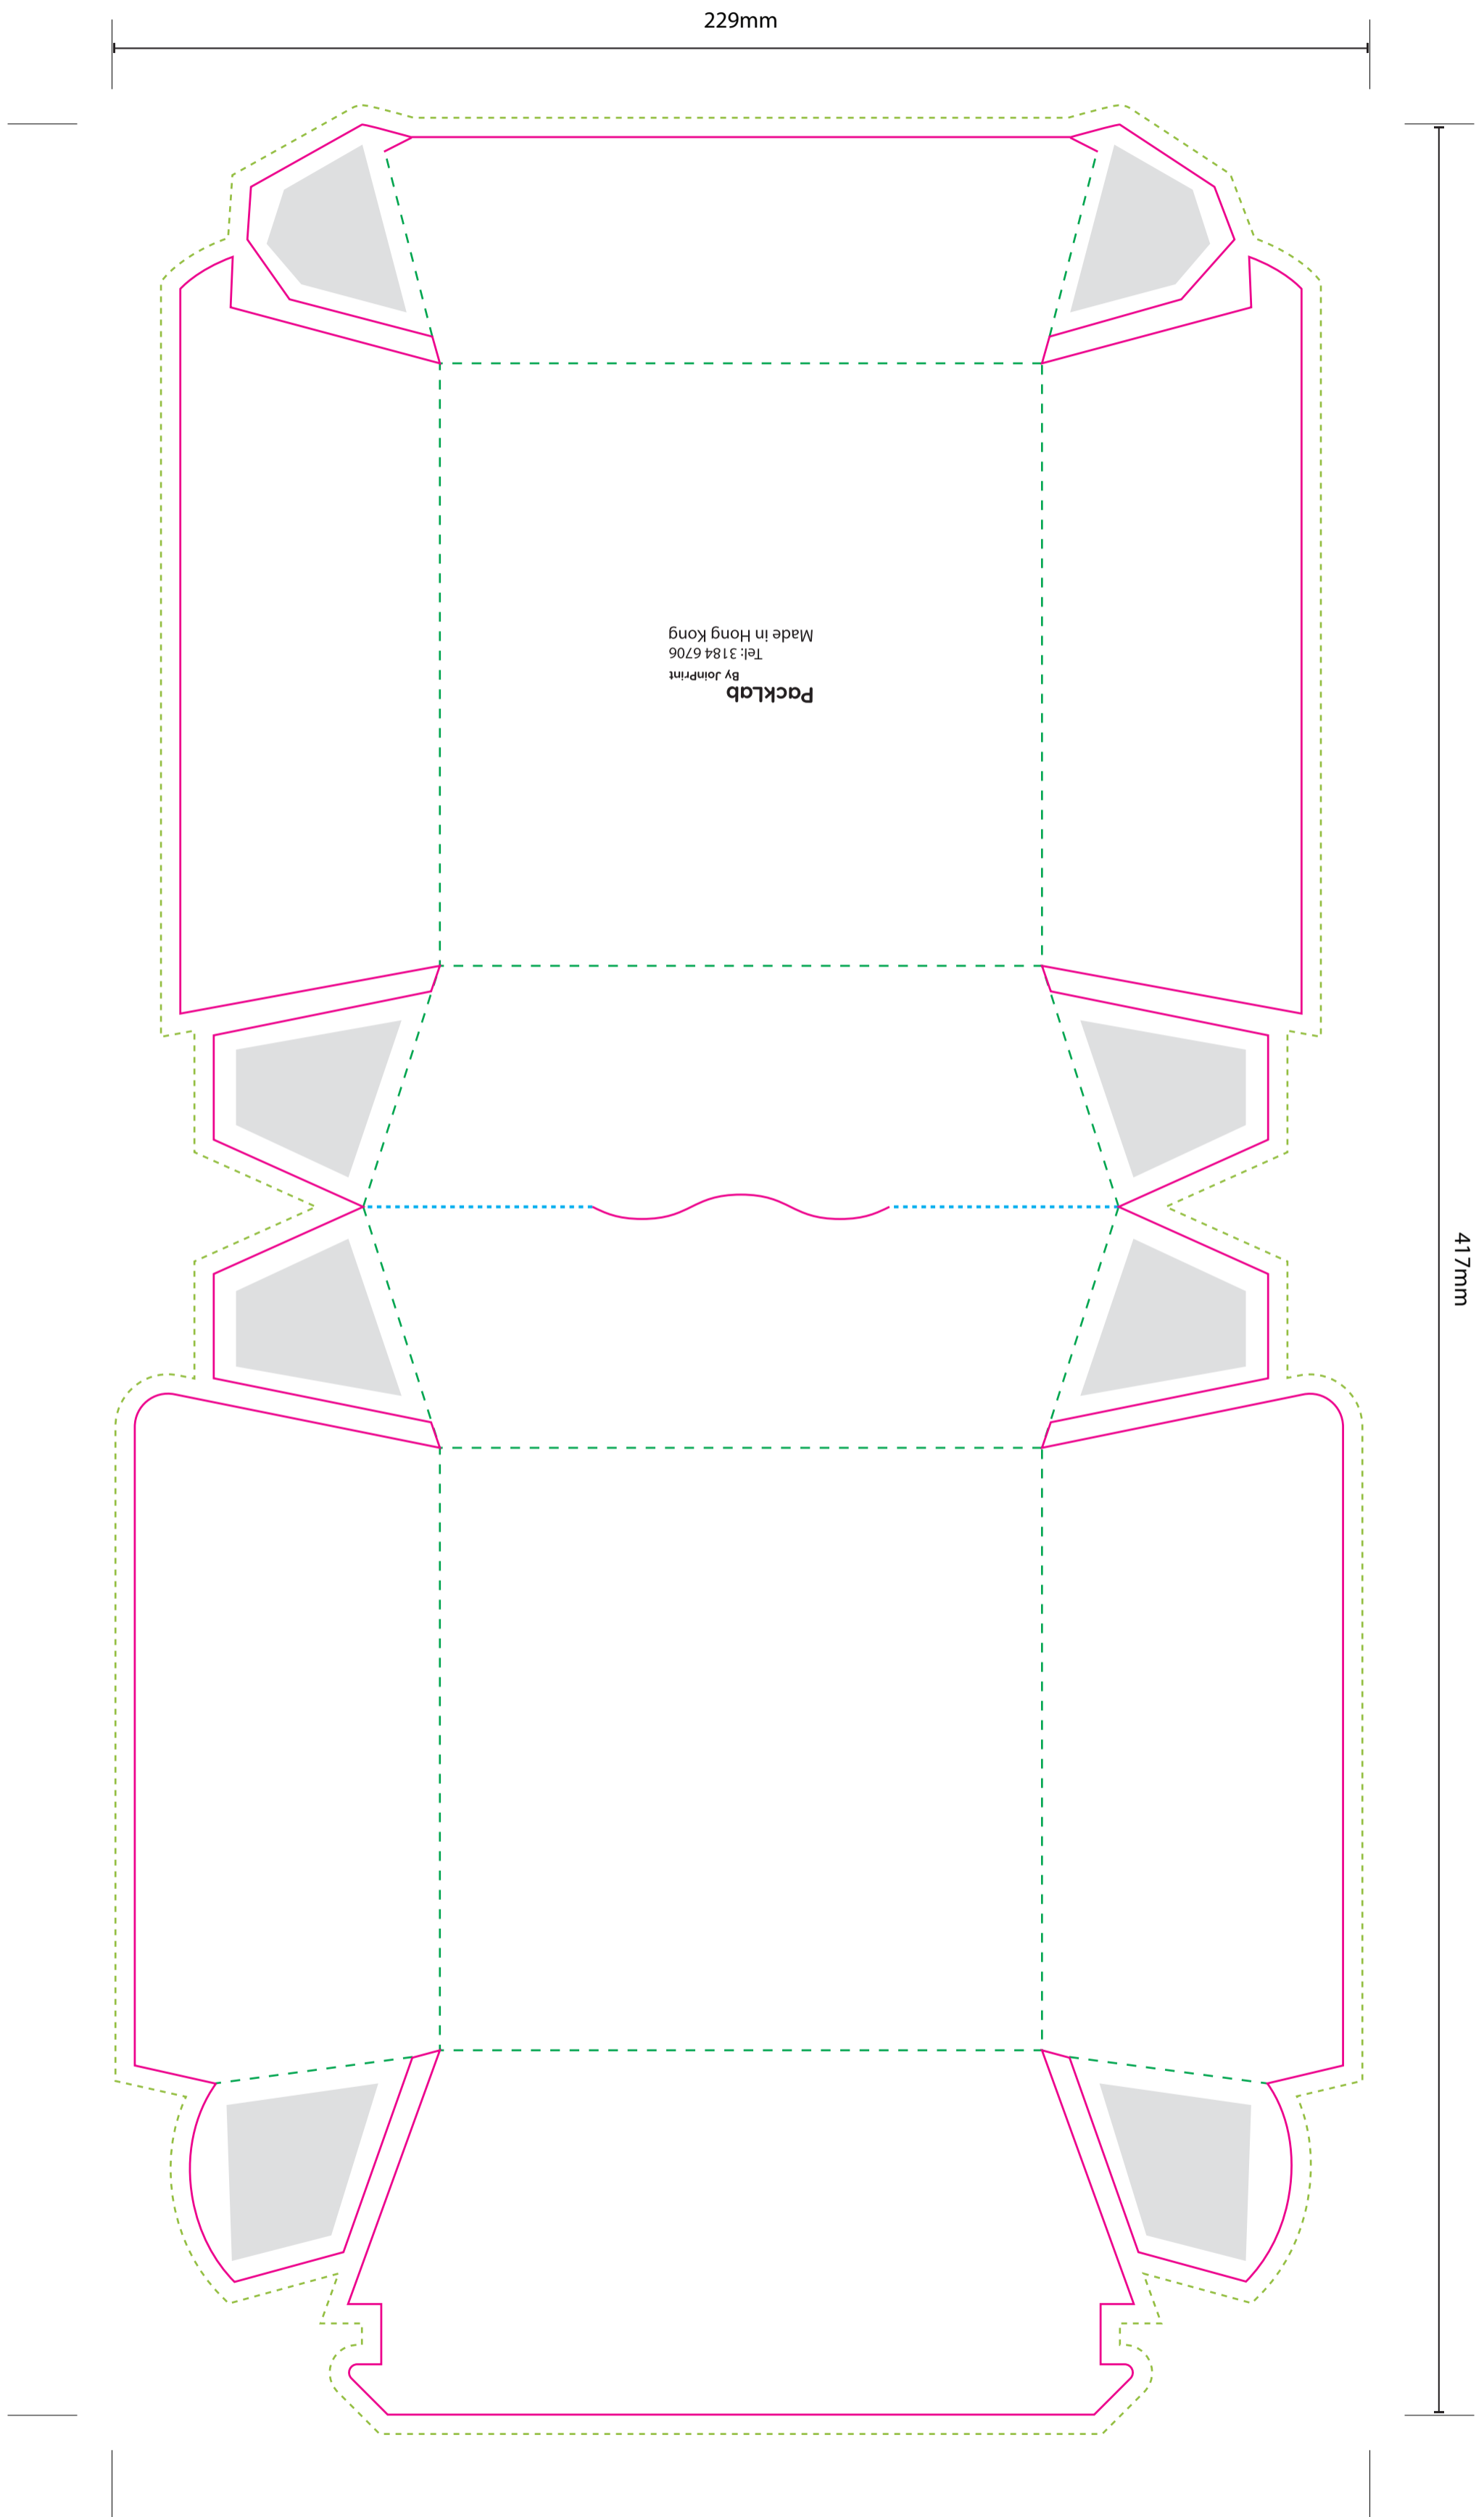 229mm
PackLab
By JoinPrint
Tel: 3184 6706
Made in Hong Kong
417mm